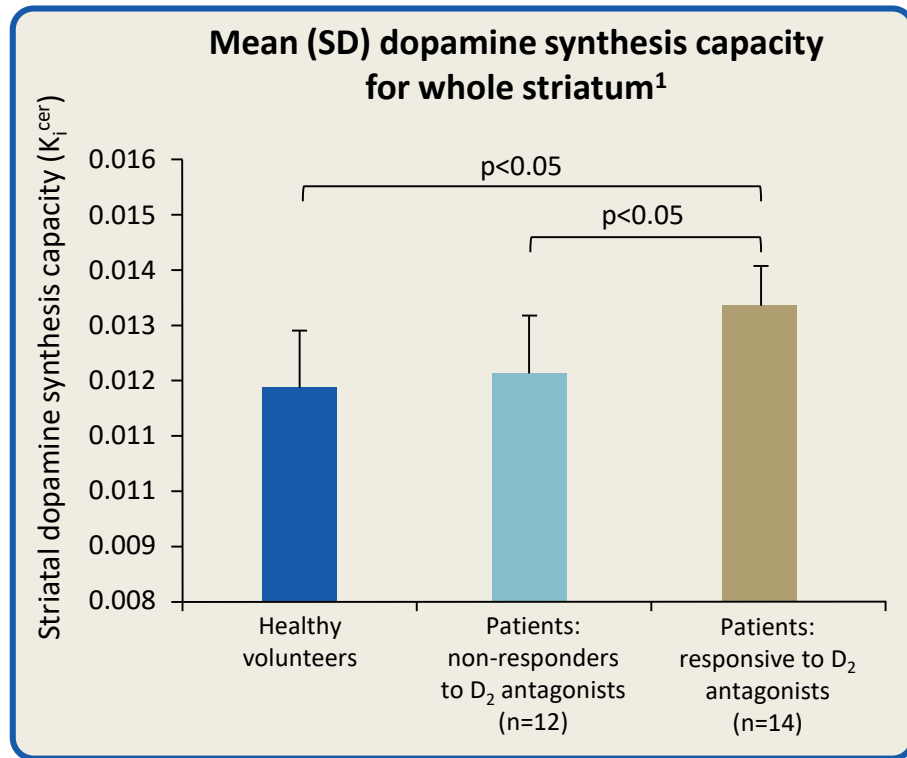 Mean (SD) dopamine synthesis capacity
for whole striatum¹
Striatal dopamine synthesis capacity (Kᵢᶜᵉʳ)
0.016
0.015
0.014
0.013
0.012
0.011
0.011
0.009
0.008
p<0.05
p<0.05
Healthy
volunteers
Patients:
non-responders
to D₂ antagonists
(n=12)
Patients:
responsive to D₂
antagonists
(n=14)